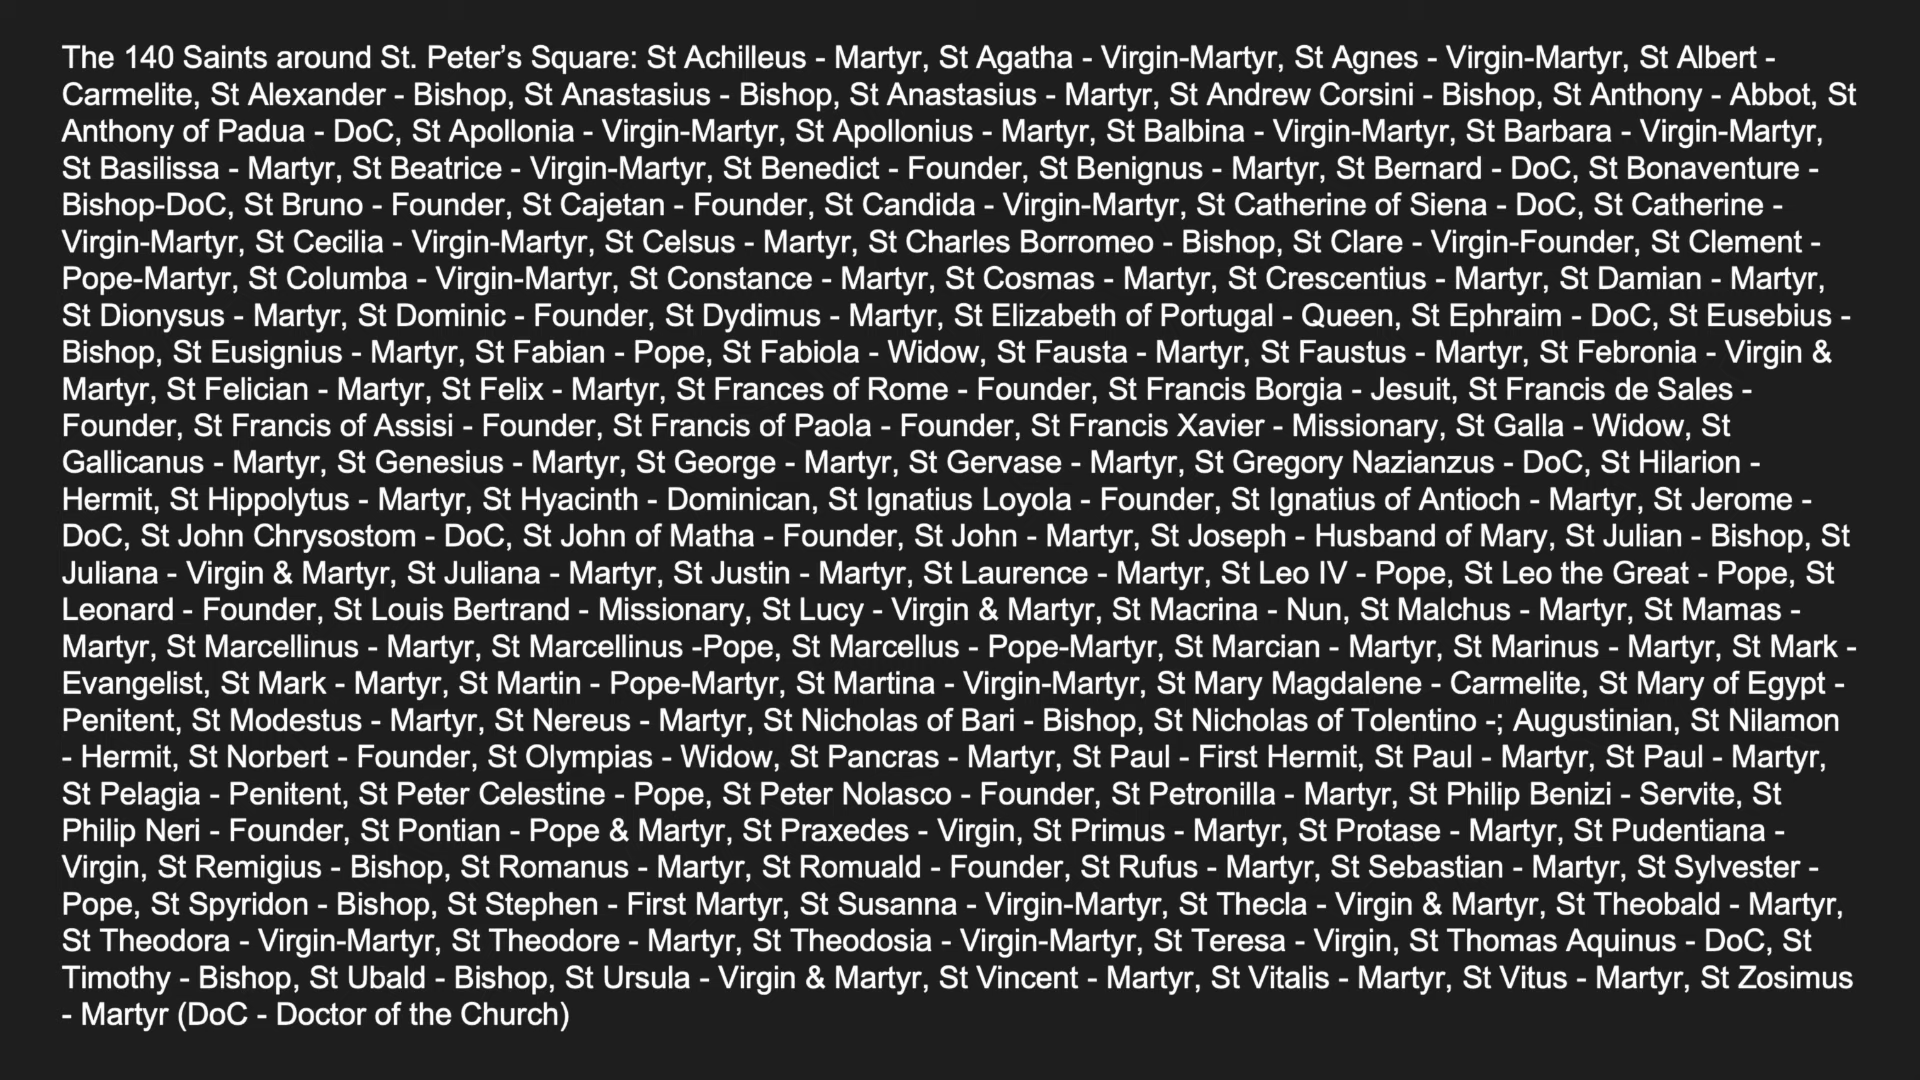 The 140 Saints around St. Peter’s Square: St Achilleus - Martyr, St Agatha - Virgin-Martyr, St Agnes - Virgin-Martyr, St Albert -
Carmelite, St Alexander - Bishop, St Anastasius - Bishop, St Anastasius - Martyr, St Andrew Corsini - Bishop, St Anthony - Abbot, St
Anthony of Padua - DoC, St Apollonia - Virgin-Martyr, St Apollonius - Martyr, St Balbina - Virgin-Martyr, St Barbara - Virgin-Martyr,
St Basilissa - Martyr, St Beatrice - Virgin-Martyr, St Benedict - Founder, St Benignus - Martyr, St Bernard - DoC, St Bonaventure -
Bishop-DoC, St Bruno - Founder, St Cajetan - Founder, St Candida - Virgin-Martyr, St Catherine of Siena - DoC, St Catherine -
Virgin-Martyr, St Cecilia - Virgin-Martyr, St Celsus - Martyr, St Charles Borromeo - Bishop, St Clare - Virgin-Founder, St Clement -
Pope-Martyr, St Columba - Virgin-Martyr, St Constance - Martyr, St Cosmas - Martyr, St Crescentius - Martyr, St Damian - Martyr,
St Dionysus - Martyr, St Dominic - Founder, St Dydimus - Martyr, St Elizabeth of Portugal - Queen, St Ephraim - DoC, St Eusebius -
Bishop, St Eusignius - Martyr, St Fabian - Pope, St Fabiola - Widow, St Fausta - Martyr, St Faustus - Martyr, St Febronia - Virgin &
Martyr, St Felician - Martyr, St Felix - Martyr, St Frances of Rome - Founder, St Francis Borgia - Jesuit, St Francis de Sales -
Founder, St Francis of Assisi - Founder, St Francis of Paola - Founder, St Francis Xavier - Missionary, St Galla - Widow, St
Gallicanus - Martyr, St Genesius - Martyr, St George - Martyr, St Gervase - Martyr, St Gregory Nazianzus - DoC, St Hilarion -
Hermit, St Hippolytus - Martyr, St Hyacinth - Dominican, St Ignatius Loyola - Founder, St Ignatius of Antioch - Martyr, St Jerome -
DoC, St John Chrysostom - DoC, St John of Matha - Founder, St John - Martyr, St Joseph - Husband of Mary, St Julian - Bishop, St
Juliana - Virgin & Martyr, St Juliana - Martyr, St Justin - Martyr, St Laurence - Martyr, St Leo IV - Pope, St Leo the Great - Pope, St
Leonard - Founder, St Louis Bertrand - Missionary, St Lucy - Virgin & Martyr, St Macrina - Nun, St Malchus - Martyr, St Mamas -
Martyr, St Marcellinus - Martyr, St Marcellinus -Pope, St Marcellus - Pope-Martyr, St Marcian - Martyr, St Marinus - Martyr, St Mark -
Evangelist, St Mark - Martyr, St Martin - Pope-Martyr, St Martina - Virgin-Martyr, St Mary Magdalene - Carmelite, St Mary of Egypt -
Penitent, St Modestus - Martyr, St Nereus - Martyr, St Nicholas of Bari - Bishop, St Nicholas of Tolentino -; Augustinian, St Nilamon
- Hermit, St Norbert - Founder, St Olympias - Widow, St Pancras - Martyr, St Paul - First Hermit, St Paul - Martyr, St Paul - Martyr,
St Pelagia - Penitent, St Peter Celestine - Pope, St Peter Nolasco - Founder, St Petronilla - Martyr, St Philip Benizi - Servite, St
Philip Neri - Founder, St Pontian - Pope & Martyr, St Praxedes - Virgin, St Primus - Martyr, St Protase - Martyr, St Pudentiana -
Virgin, St Remigius - Bishop, St Romanus - Martyr, St Romuald - Founder, St Rufus - Martyr, St Sebastian - Martyr, St Sylvester -
Pope, St Spyridon - Bishop, St Stephen - First Martyr, St Susanna - Virgin-Martyr, St Thecla - Virgin & Martyr, St Theobald - Martyr,
St Theodora - Virgin-Martyr, St Theodore - Martyr, St Theodosia - Virgin-Martyr, St Teresa - Virgin, St Thomas Aquinus - DoC, St
Timothy - Bishop, St Ubald - Bishop, St Ursula - Virgin & Martyr, St Vincent - Martyr, St Vitalis - Martyr, St Vitus - Martyr, St Zosimus
- Martyr (DoC - Doctor of the Church)